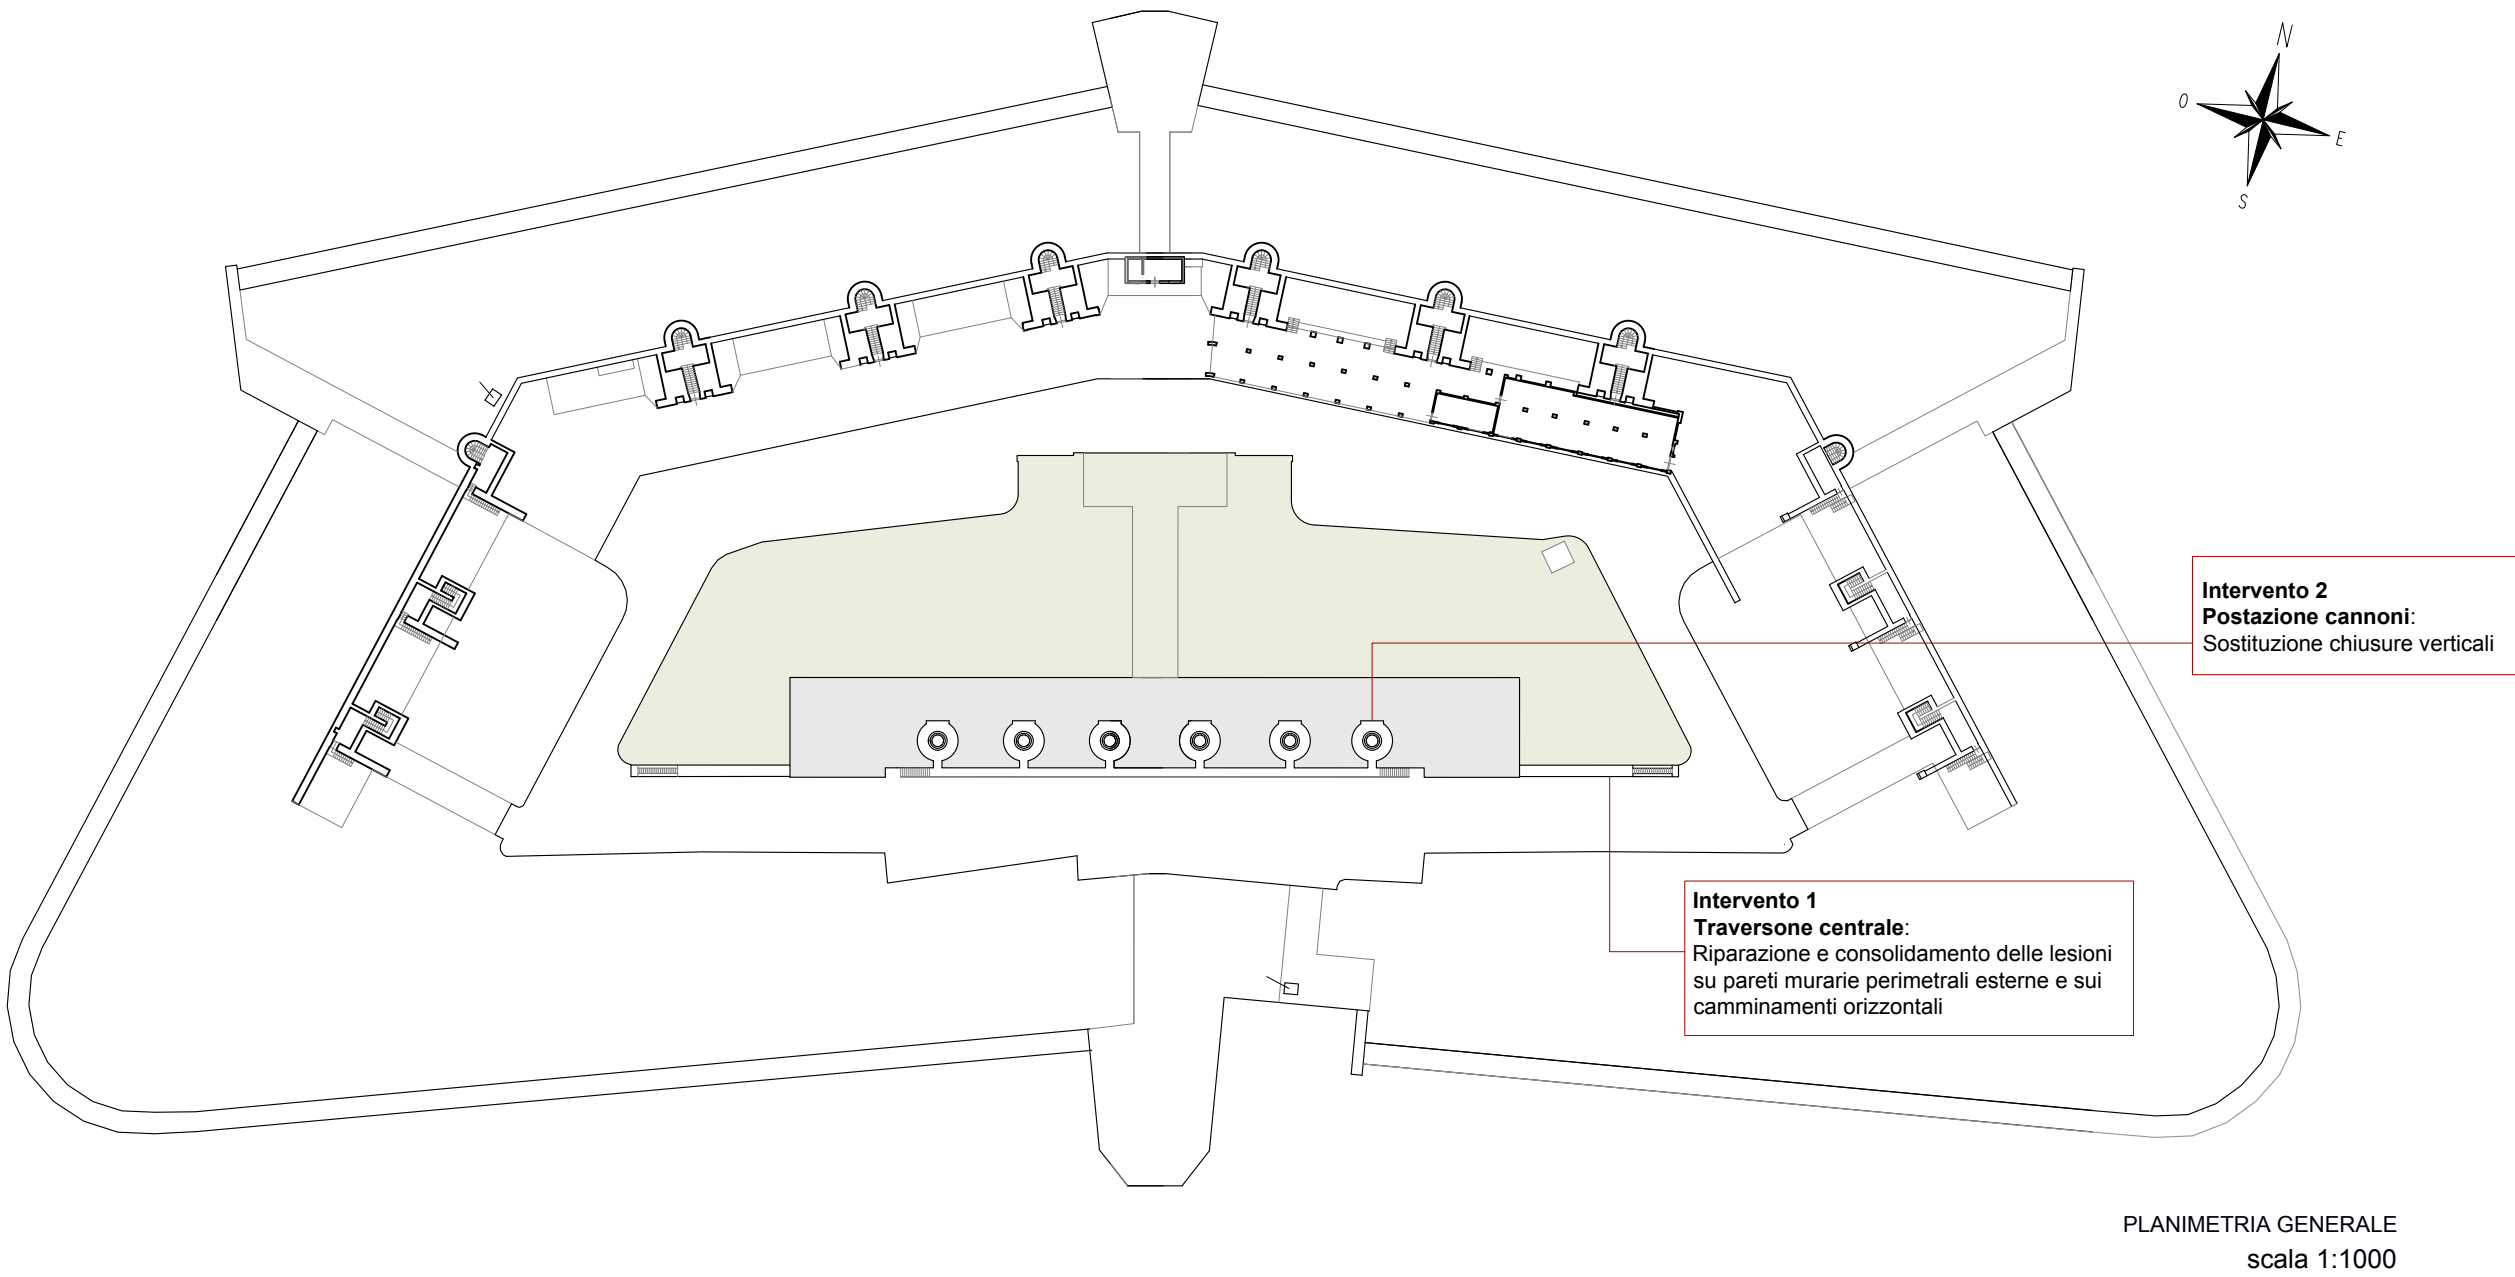 N
O
E
S
Intervento 2
Postazione cannoni:
Sostituzione chiusure verticali
Intervento 1
Traversone centrale:
Riparazione e consolidamento delle lesioni
su pareti murarie perimetrali esterne e sui
camminamenti orizzontali
PLANIMETRIA GENERALE
scala 1:1000